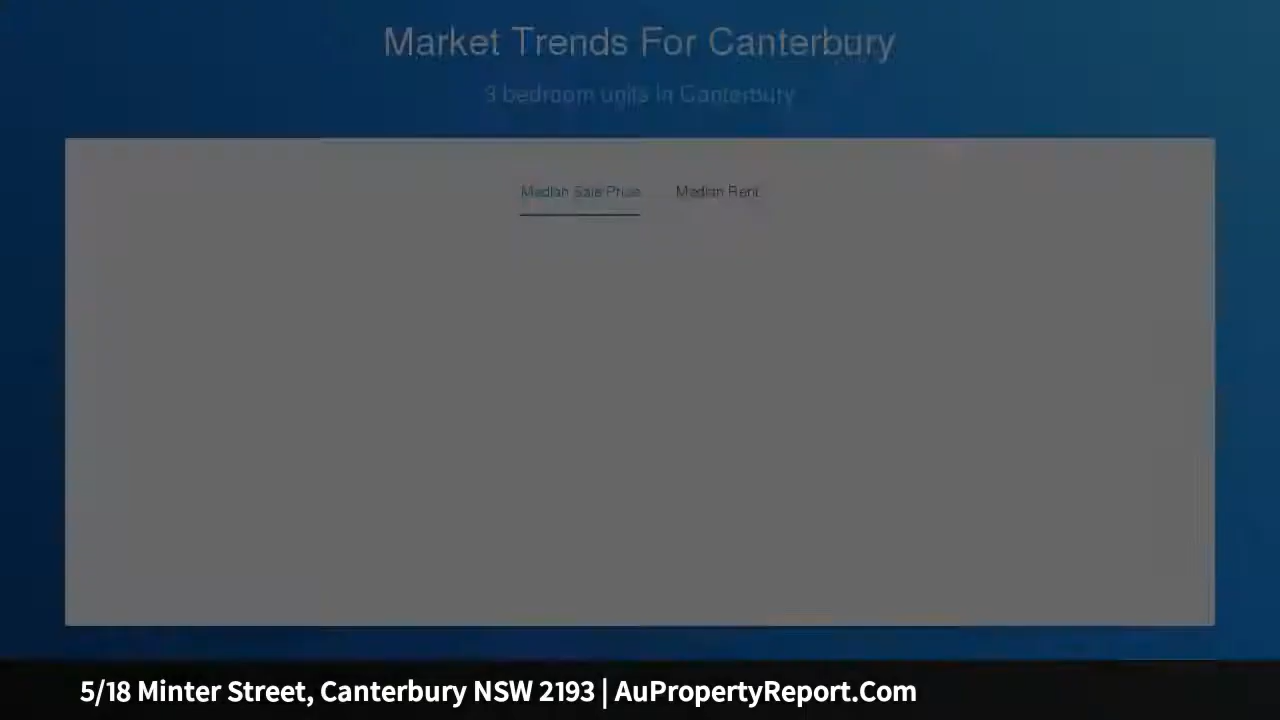 Market Trends For Canterbury
3 bedroom units in Canterbury
Median Sale Price
Median Rent
5/18 Minter Street, Canterbury NSW 2193 | AuPropertyReport.Com